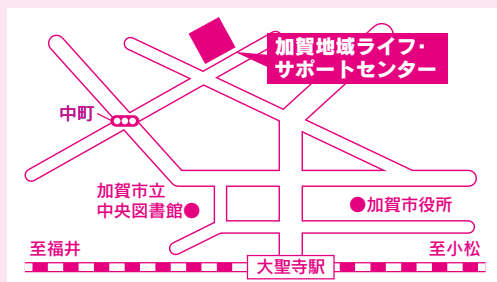 加賀地域ライフ・
サポートセンター
中町
加賀市立
中央図書館
加賀市役所
至福井
至小松
大聖寺駅